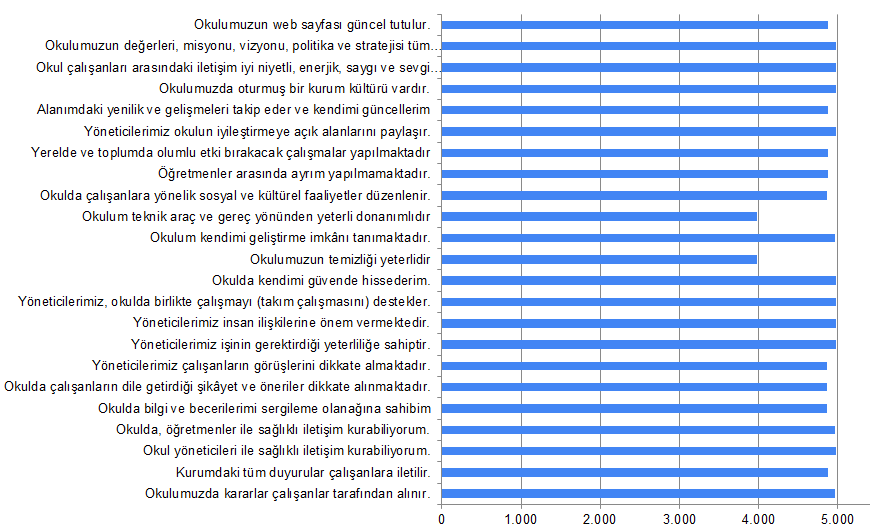 Okulumuzun web sayfası güncel tutulur.
Okulumuzun değerleri, misyonu, vizyonu, politika ve stratejisi tüm...
Okul çalışanları arasındaki iletişim iyi niyetli, enerjik, saygı ve sevgi...
Okulumuzda oturmuş bir kurum kültürü vardır.
Alanımdaki yenilik ve gelişmeleri takip eder ve kendimi güncellerim
Yöneticilerimiz okulun iyileştirmeye açık alanlarını paylaşır.
Yerelde ve toplumda olumlu etki bırakacak çalışmalar yapılmaktadır
Öğretmenler arasında ayrım yapılmamaktadır.
Okulda çalışanlara yönelik sosyal ve kültürel faaliyetler düzenlenir.
Okulum teknik araç ve gereç yönünden yeterli donanımlıdır
Okulum kendimi geliştirme imkânı tanımaktadır.
Okulumuzun temizliği yeterlidir
Okulda kendimi güvende hissederim.
Yöneticilerimiz, okulda birlikte çalışmayı (takım çalışmasını) destekler.
Yöneticilerimiz insan ilişkilerine önem vermektedir.
Yöneticilerimiz işinin gerektirdiği yeterliliğe sahiptir.
Yöneticilerimiz çalışanların görüşlerini dikkate almaktadır.
Okulda çalışanların dile getirdiği şikâyet ve öneriler dikkate alınmaktadır.
Okulda bilgi ve becerilerimi sergileme olanağına sahibim
Okulda, öğretmenler ile sağlıklı iletişim kurabiliyorum.
Okul yöneticileri ile sağlıklı iletişim kurabiliyorum.
Kurumdaki tüm duyurular çalışanlara iletilir.
Okulumuzda kararlar çalışanlar tarafından alınır.
0 1.000 2.000 3.000 4.000 5.000